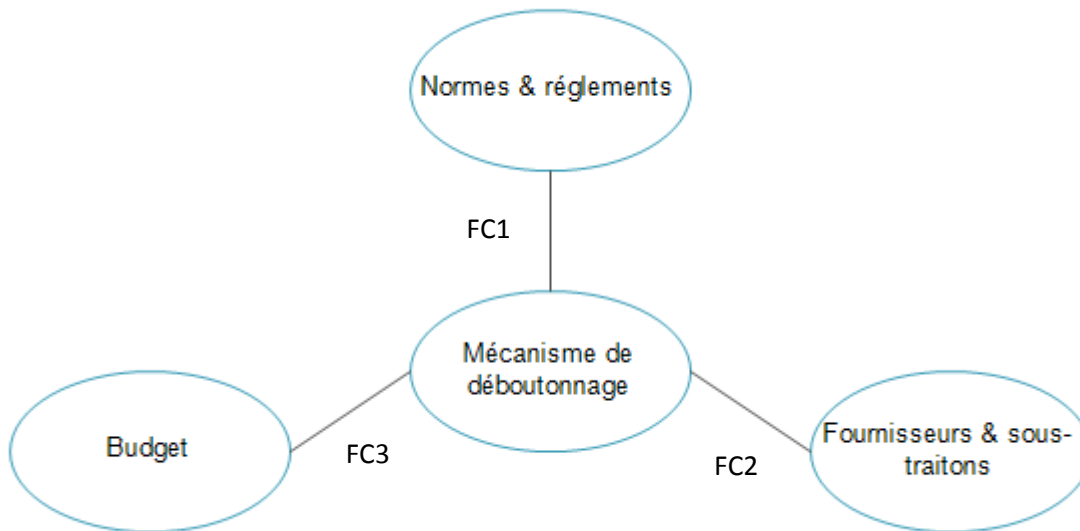 Normes & réglements
FC1
Mécanisme de
déboutonnage
Budget
FC3
FC2
Fournisseurs & sous-
traitons